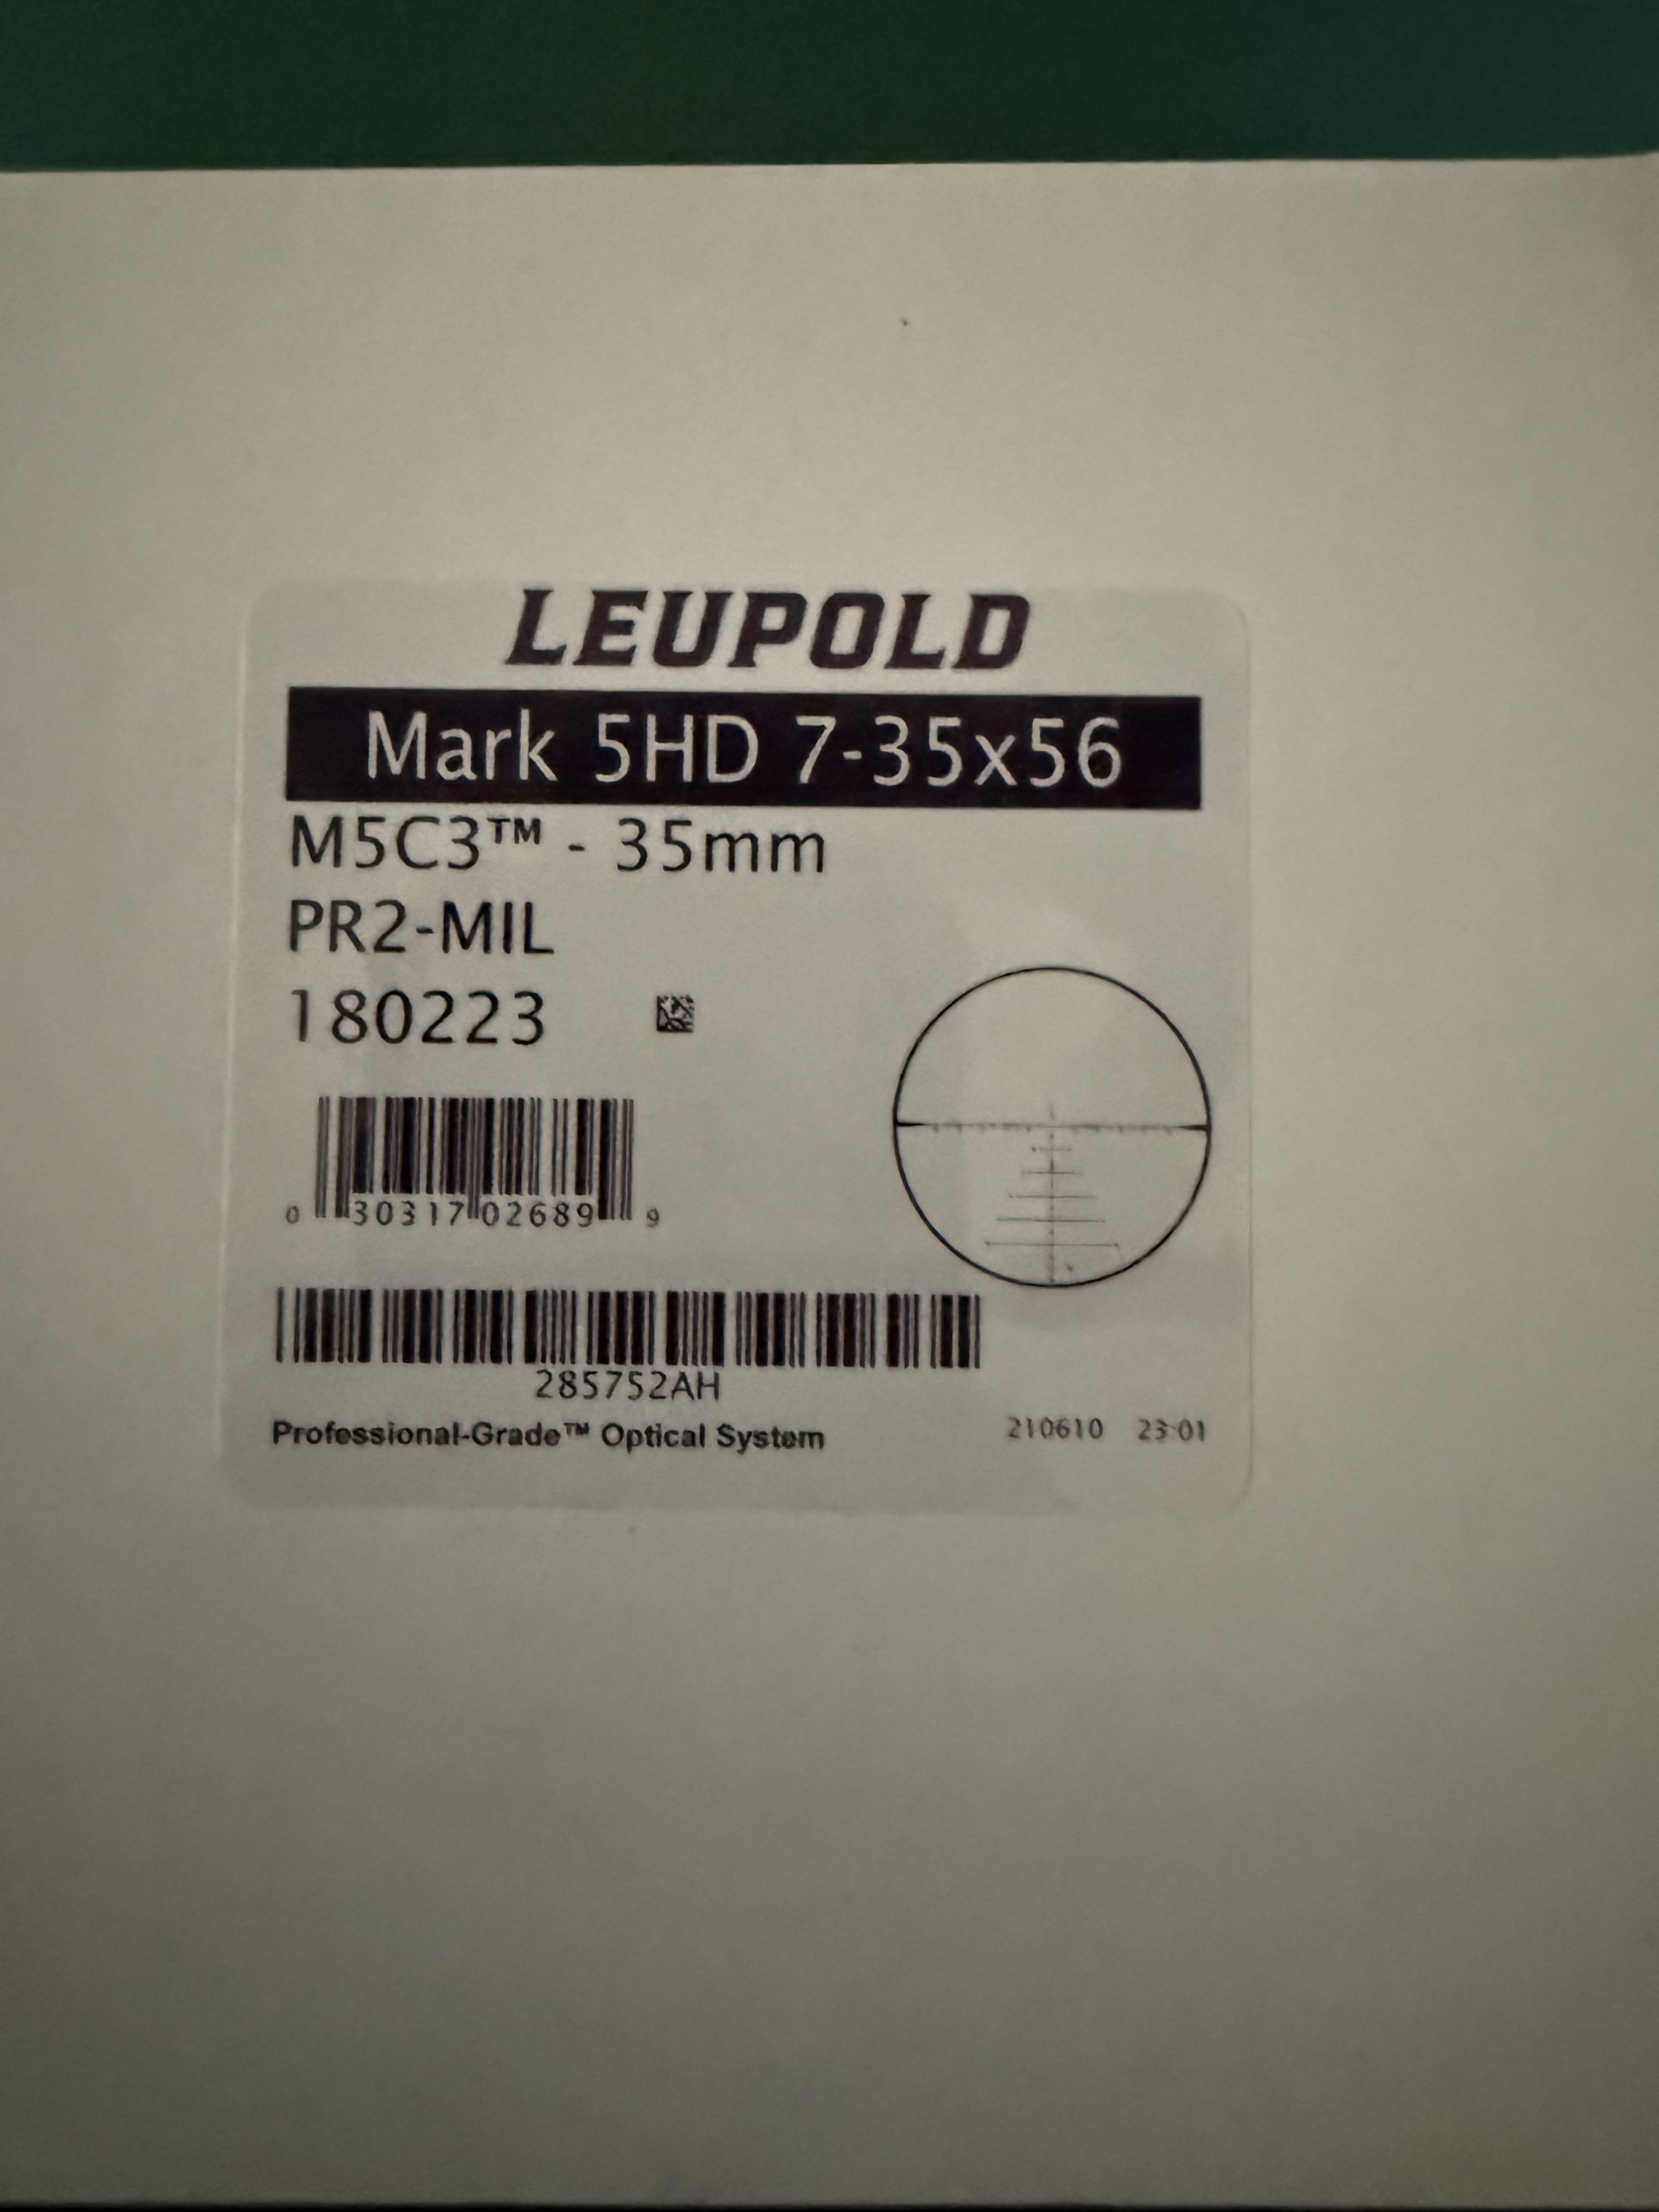 LEUPOLD
Mark 5HD 7-35x56
M5C3™ - 35mm
PR2-MIL
180223
0 30317 02689 9
285752AH
Professional-Grade™ Optical System
210610 23 01